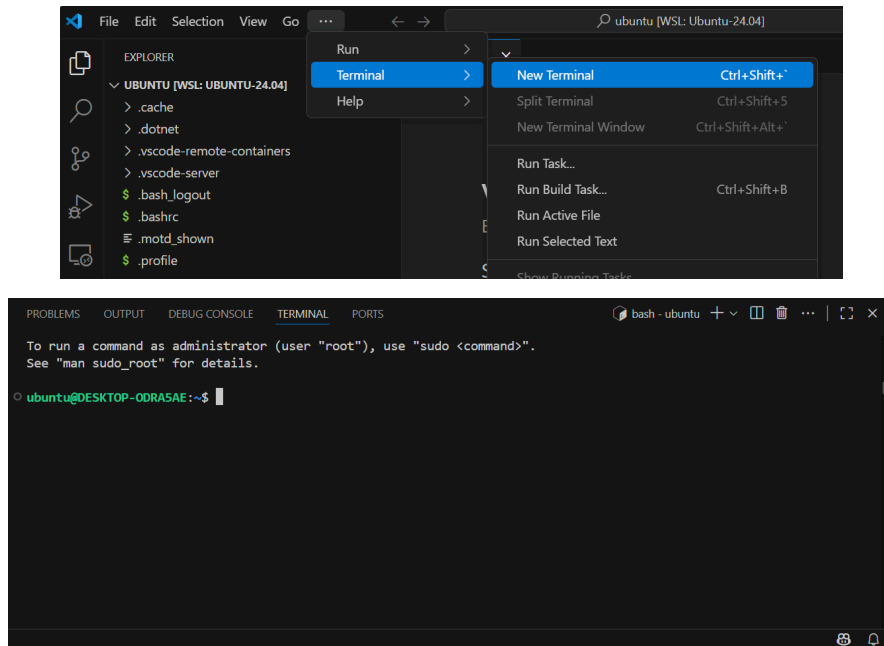 File Edit Selection View Go ··· ubuntu [WSL: Ubuntu-24.04]
EXPLORER
UBUNTU [WSL: UBUNTU-24.04]
.cache
.dotnet
.vscode-remote-containers
.vscode-server
$ .bash_logout
$ .bashrc
.motd_shown
$ .profile
Run
Terminal
Help
New Terminal Ctrl+Shift+`
Split Terminal Ctrl+Shift+5
New Terminal Window Ctrl+Shift+Alt+`
Run Task...
Run Build Task... Ctrl+Shift+B
Run Active File
Run Selected Text
Show Running Tasks
PROBLEMS OUTPUT DEBUG CONSOLE TERMINAL PORTS bash - ubuntu
To run a command as administrator (user "root"), use "sudo <command>".
See "man sudo_root" for details.
ubuntu@DESKTOP-ODRA5AE:~$